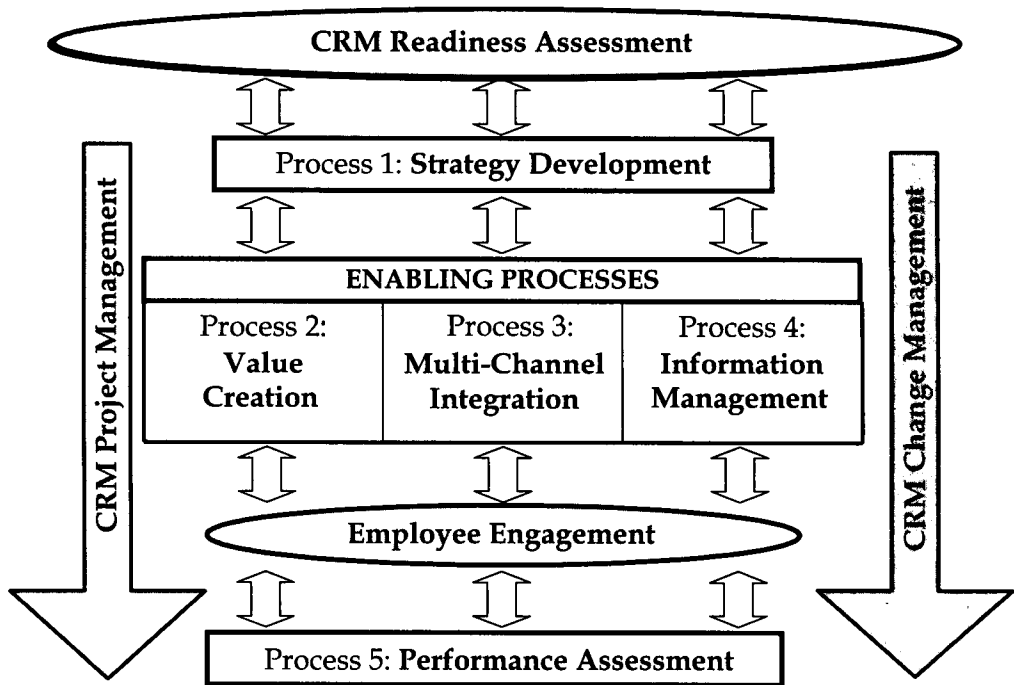 CRM Readiness Assessment
Process 1: Strategy Development
CRM Project Management
ENABLING PROCESSES
Process 2:
Value
Creation
Process 3:
Multi-Channel
Integration
Process 4:
Information
Management
CRM Change Management
Employee Engagement
Process 5: Performance Assessment